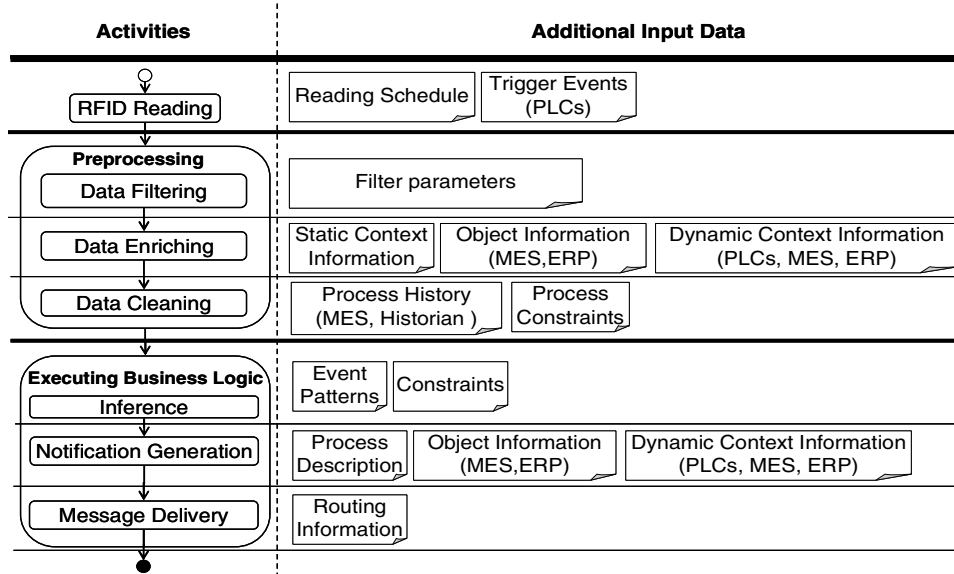 Activities
Additional Input Data
RFID Reading
Reading Schedule
Trigger Events
(PLCs)
Preprocessing
Data Filtering
Filter parameters
Data Enriching
Static Context
Information
Object Information
(MES,ERP)
Dynamic Context Information
(PLCs, MES, ERP)
Data Cleaning
Process History
(MES, Historian )
Process
Constraints
Executing Business Logic
Inference
Event
Patterns
Constraints
Notification Generation
Process
Description
Object Information
(MES,ERP)
Dynamic Context Information
(PLCs, MES, ERP)
Message Delivery
Routing
Information